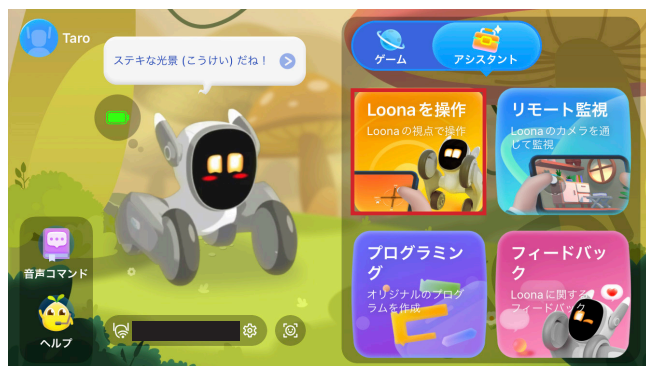 Taro
ステキな光景 (こうけい) だね！
音声コマンド
ヘルプ
ゲーム
アシスタント
Loonaを操作
Loonaの視点で操作
リモート監視
Loonaのカメラを通
して監視
プログラミン
グ
オリジナルのプログ
ラムを作成
フィードバッ
ク
Loonaに関する
フィードバック